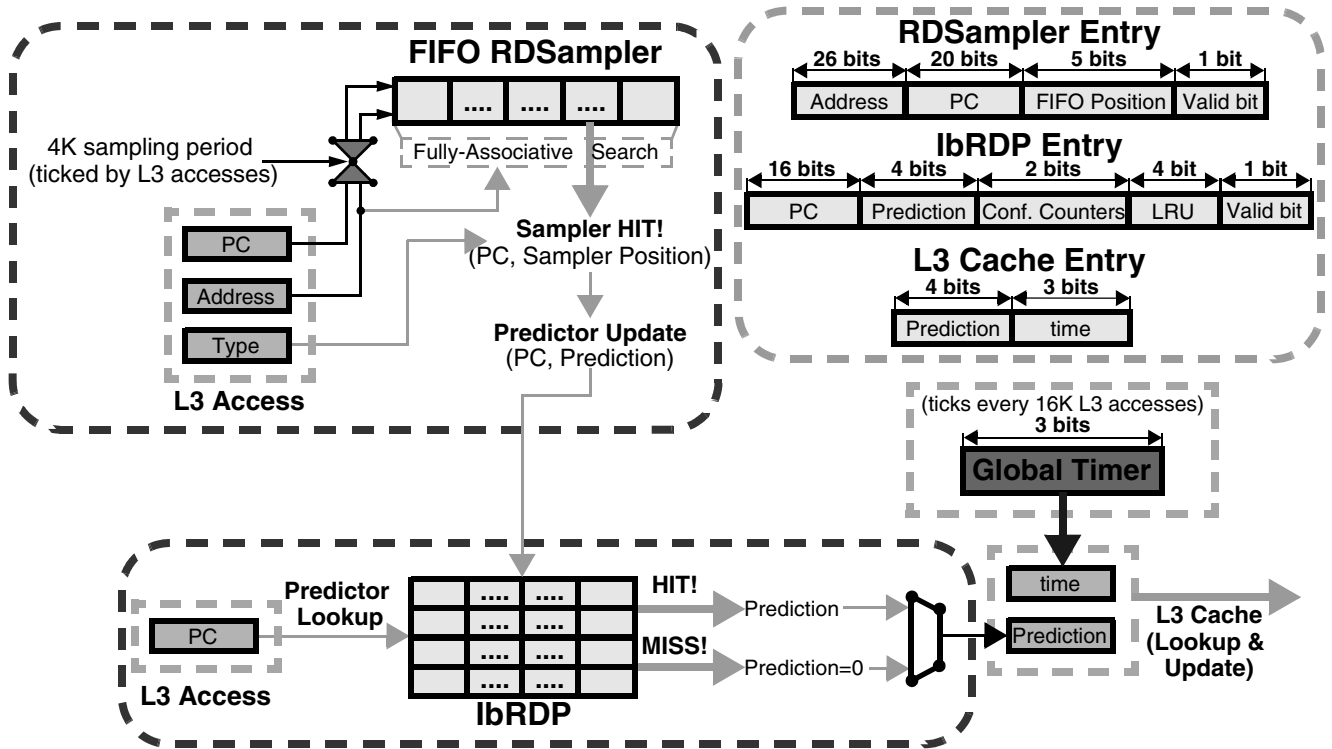 FIFO RDSampler
.... .... ....
Fully-Associative Search
4K sampling period
(ticked by L3 accesses)
PC
Address
Type
L3 Access
Sampler HIT!
(PC, Sampler Position)
Predictor Update
(PC, Prediction)
RDSampler Entry
26 bits 20 bits 5 bits 1 bit
Address PC FIFO Position Valid bit
IbRDP Entry
16 bits 4 bits 2 bits 4 bit 1 bit
PC Prediction Conf. Counters LRU Valid bit
L3 Cache Entry
4 bits 3 bits
Prediction time
(ticks every 16K L3 accesses)
3 bits
Global Timer
time
Prediction
L3 Cache
(Lookup &
Update)
Predictor
Lookup
PC
L3 Access
.... ....
.... ....
.... ....
.... ....
IbRDP
HIT!
Prediction
MISS!
Prediction=0